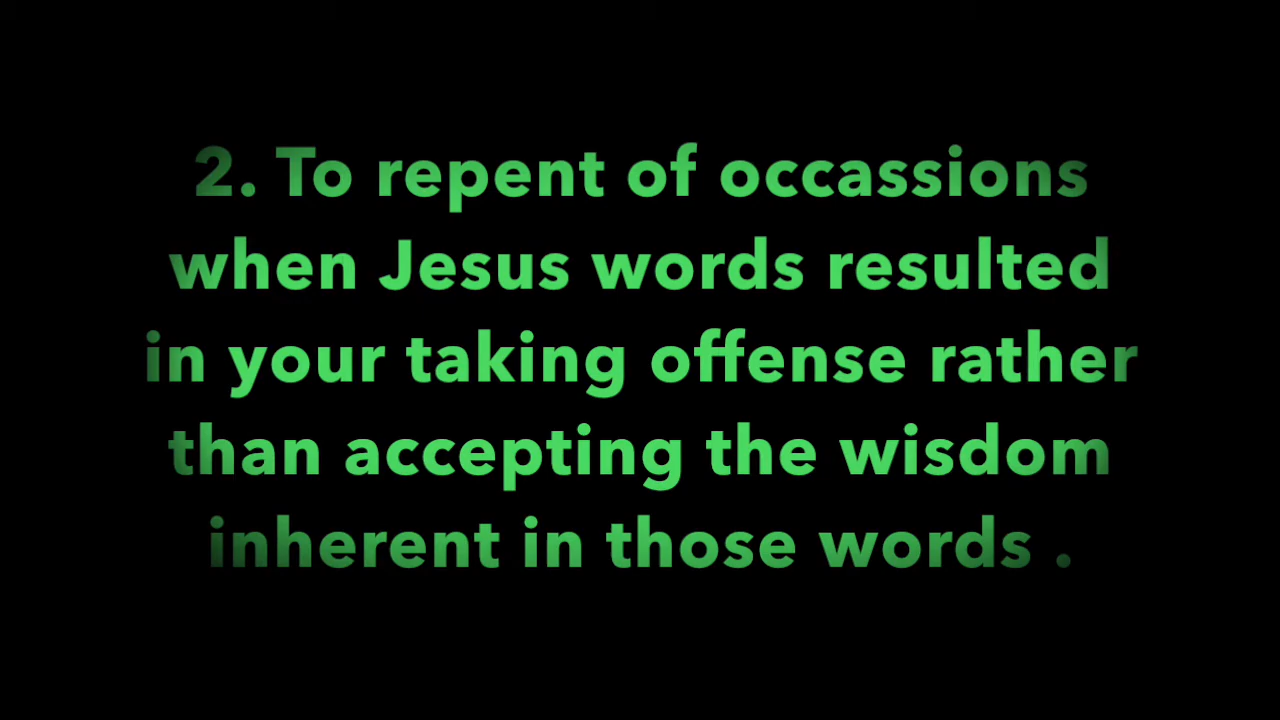 2. To repent of occassions
when Jesus words resulted
in your taking offense rather
than accepting the wisdom
inherent in those words .